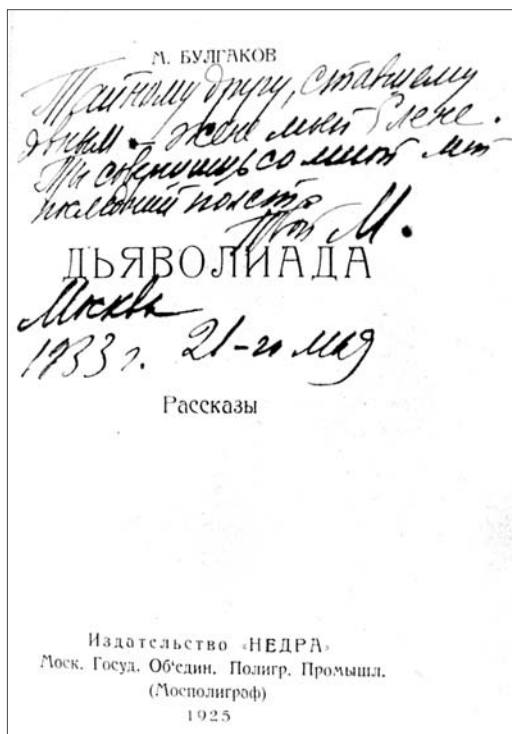 М. БУЛГАКОВ
Тайному другу, ставшему
явным – жене моей Елене.
Ты совершишь со мной мой
последний полет.
Твой М.
ДЬЯВОЛИАДА
Москва
1933 г. 21-го мая
Рассказы
Издательство «НЕДРА»
Моск. Госуд. Об'един. Полигр. Промышл.
(Мосполиграф)
1925